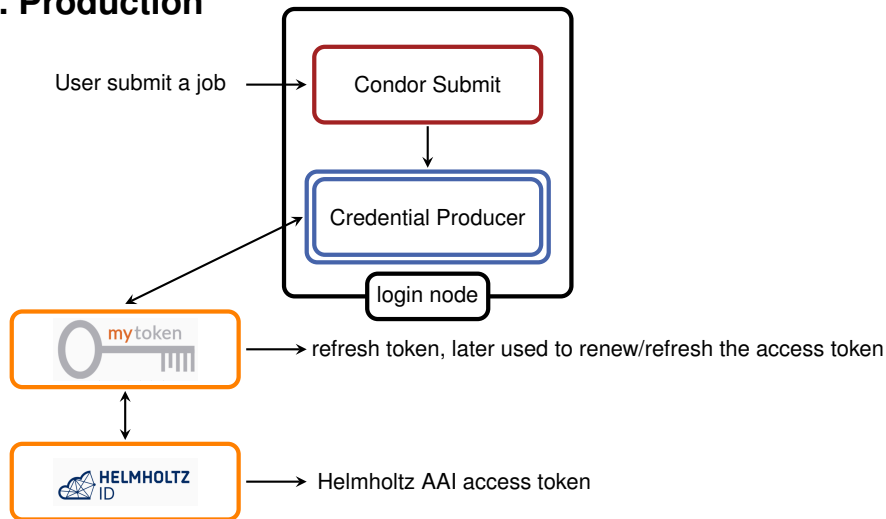 . Production
User submit a job
Condor Submit
Credential Producer
login node
mytoken
refresh token, later used to renew/refresh the access token
HELMHOLTZ
ID
Helmholtz AAI access token